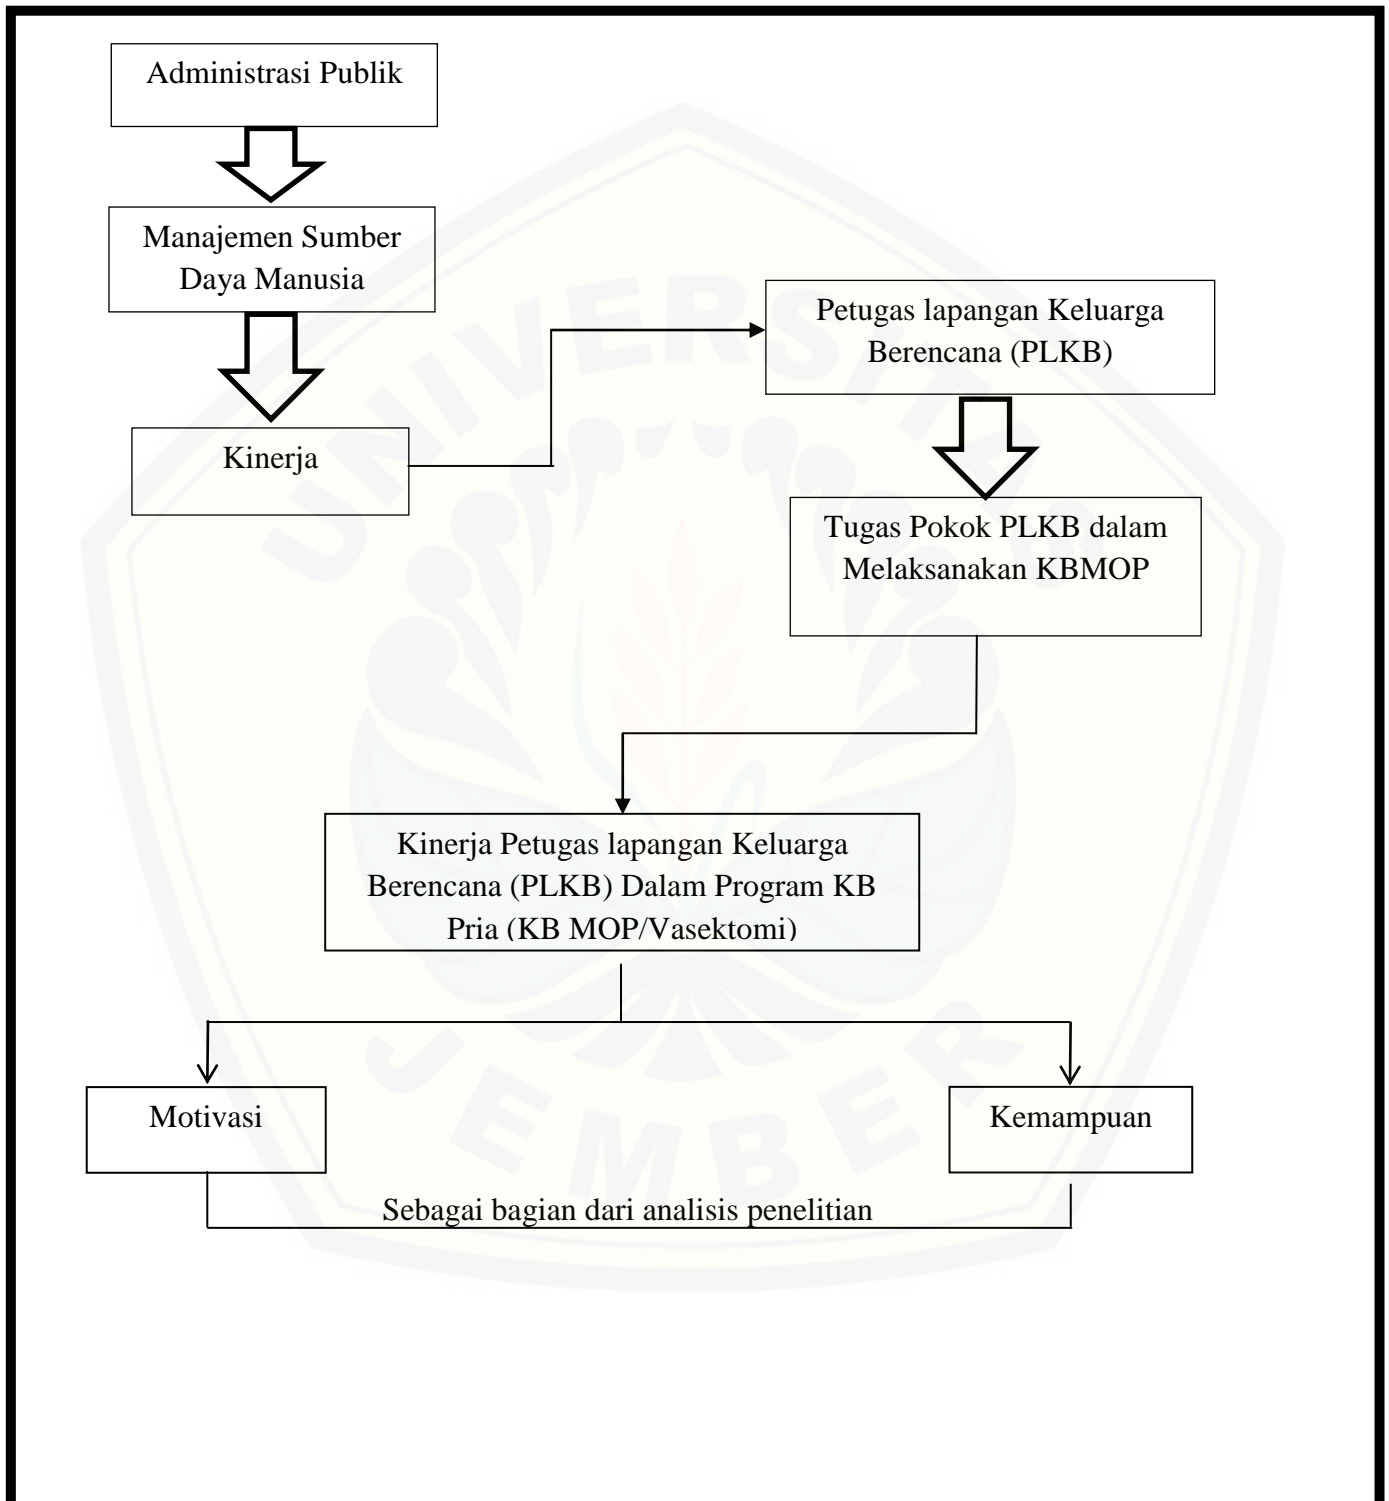 Administrasi Publik
Manajemen Sumber
Daya Manusia
Kinerja
Petugas lapangan Keluarga
Berencana (PLKB)
Tugas Pokok PLKB dalam
Melaksanakan KBMOP
Kinerja Petugas lapangan Keluarga
Berencana (PLKB) Dalam Program KB
Pria (KB MOP/Vasektomi)
Motivasi
Kemampuan
Sebagai bagian dari analisis penelitian
UNIVERSITAS
JEMBER